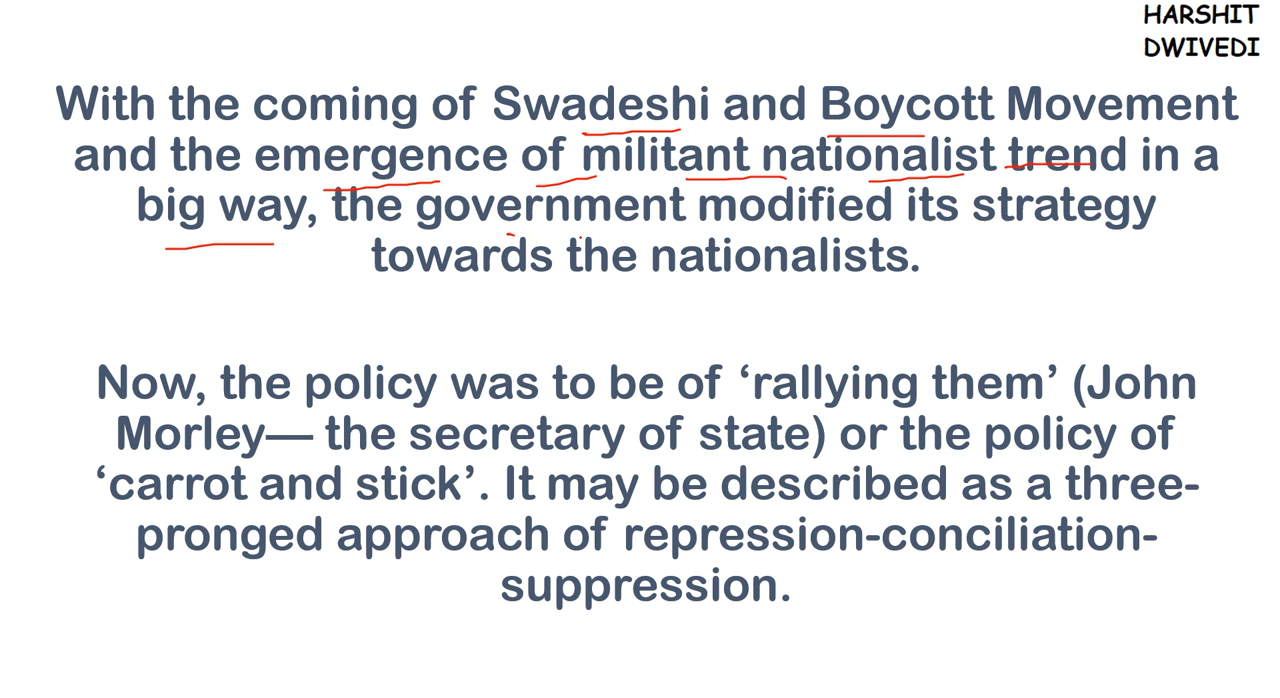 HARSHIT
DWIVEDI
With the coming of Swadeshi and Boycott Movement
and the emergence of militant nationalist trend in a
big way, the government modified its strategy
towards the nationalists.
Now, the policy was to be of ‘rallying them’ (John
Morley— the secretary of state) or the policy of
‘carrot and stick’. It may be described as a three-
pronged approach of repression-conciliation-
suppression.